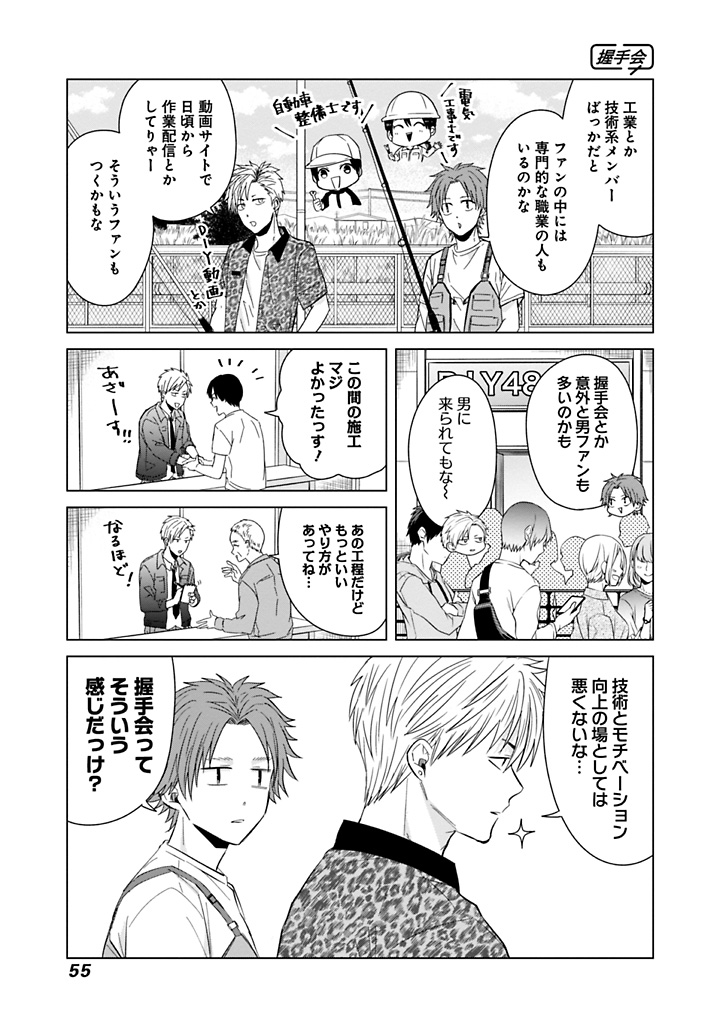 握手会
工業とか
技術系メンバー
ばっかだと
ファンの中には
専門的な職業の人も
いるのかな
電気
工事士です
自動車
整備士です!
動画サイトで
日頃から
作業配信とか
してりゃー
そういうファンも
つくかもな
DIY動画
とか
DIY48
握手会とか
意外と男ファンも
多いのかも
男に
来られてもな〜
この間の施工
マジ
よかったっす!
あざーす!!
あの工程だけど
もっといい
やり方が
あってね…
なるほど!
技術とモチベーション
向上の場としては
悪くないな…
握手会って
そういう
感じだっけ?
55